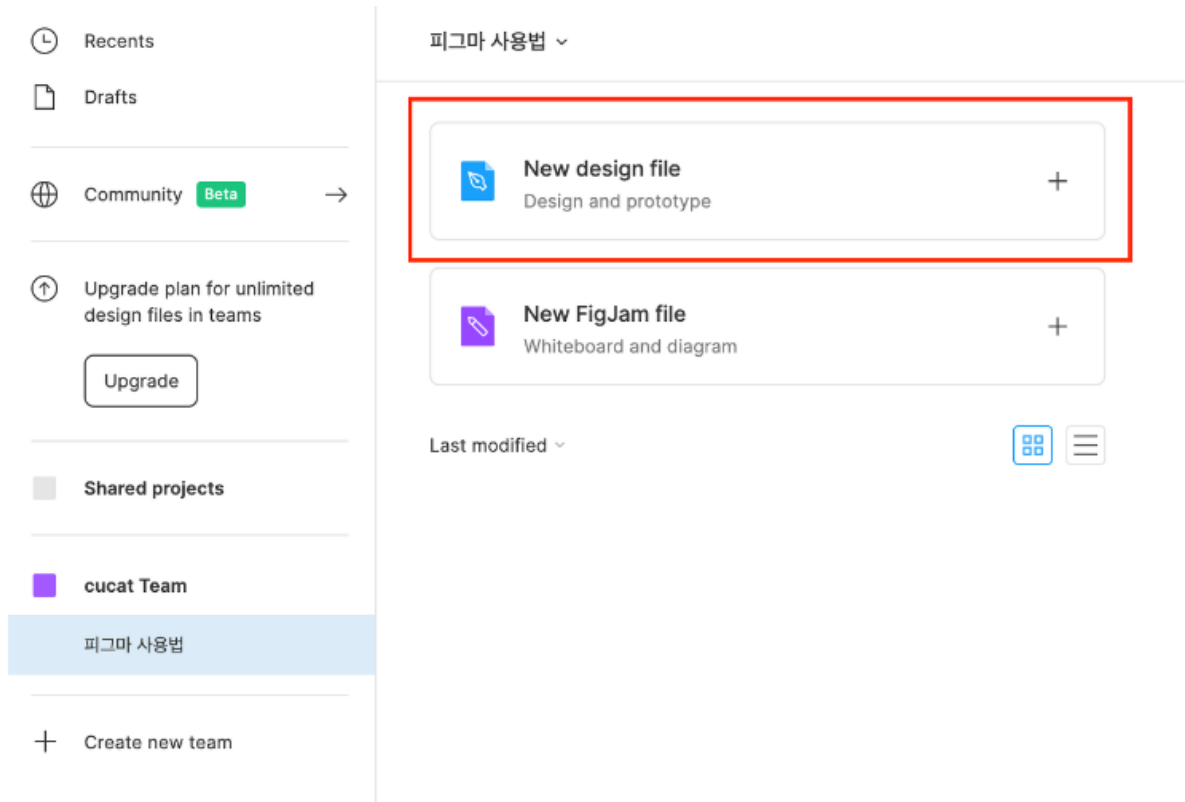 Recents
Drafts
Community Beta
Upgrade plan for unlimited
design files in teams
Upgrade
Shared projects
cucat Team
피그마 사용법
Create new team
피그마 사용법
New design file
Design and prototype
New FigJam file
Whiteboard and diagram
Last modified